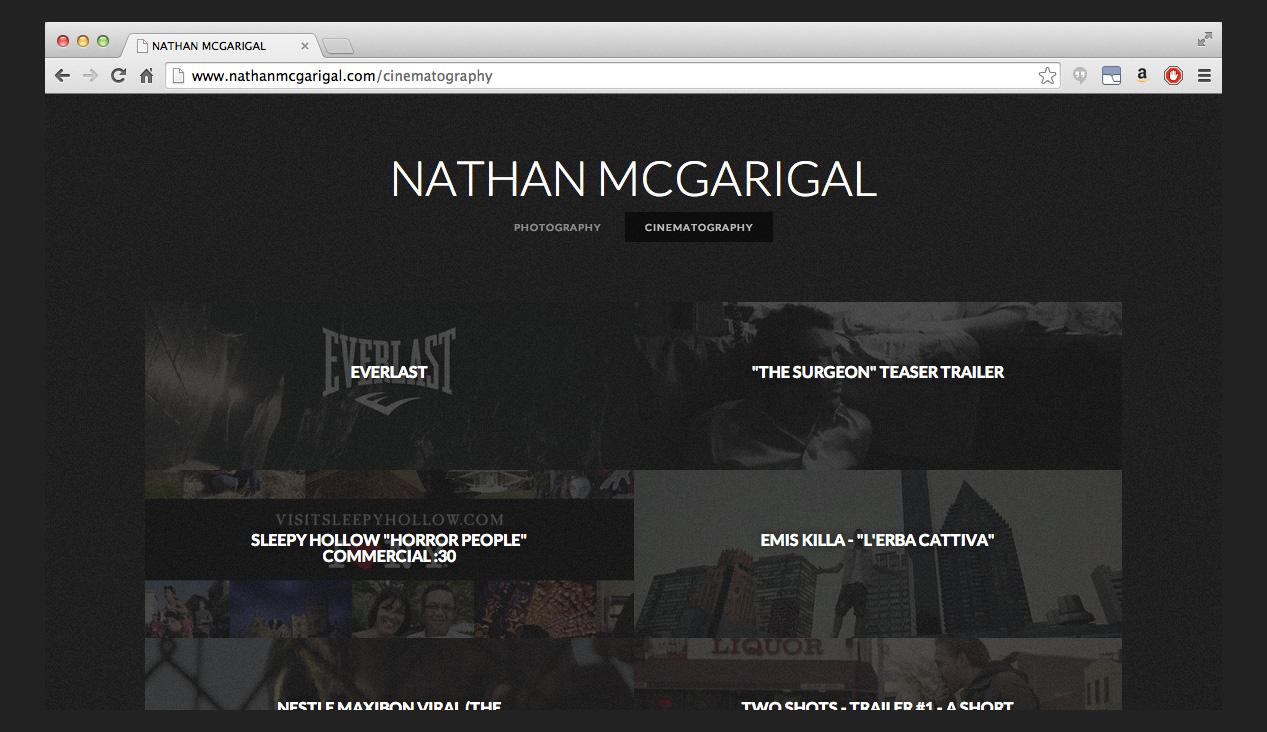 NATHAN MCGARIGAL
www.nathanmcgarigal.com/cinematography
a
NATHAN MCGARIGAL
PHOTOGRAPHY
CINEMATOGRAPHY
EVERLAST
EVERLAST
"THE SURGEON" TEASER TRAILER
VISITSLEEPYHOLLOW.COM
SLEEPY HOLLOW "HORROR PEOPLE"
COMMERCIAL :30
EMIS KILLA - "L'ERBA CATTIVA"
LIQUOR
NESTLE MAXIBON VIRAL (THE
TWO SHOTS - TRAILER #1 - A SHORT